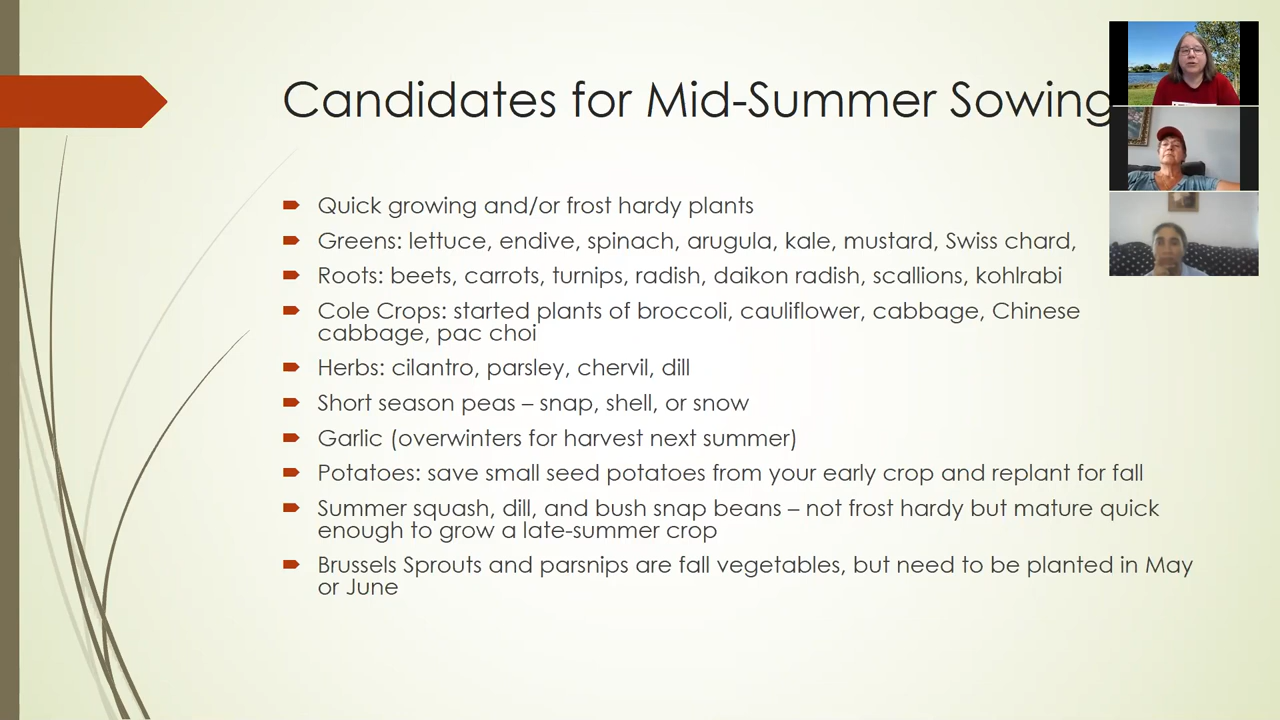 Candidates for Mid-Summer Sowing
Quick growing and/or frost hardy plants
Greens: lettuce, endive, spinach, arugula, kale, mustard, Swiss chard,
Roots: beets, carrots, turnips, radish, daikon radish, scallions, kohlrabi
Cole Crops: started plants of broccoli, cauliflower, cabbage, Chinese
cabbage, pac choi
Herbs: cilantro, parsley, chervil, dill
Short season peas – snap, shell, or snow
Garlic (overwinters for harvest next summer)
Potatoes: save small seed potatoes from your early crop and replant for fall
Summer squash, dill, and bush snap beans – not frost hardy but mature quick
enough to grow a late-summer crop
Brussels Sprouts and parsnips are fall vegetables, but need to be planted in May
or June